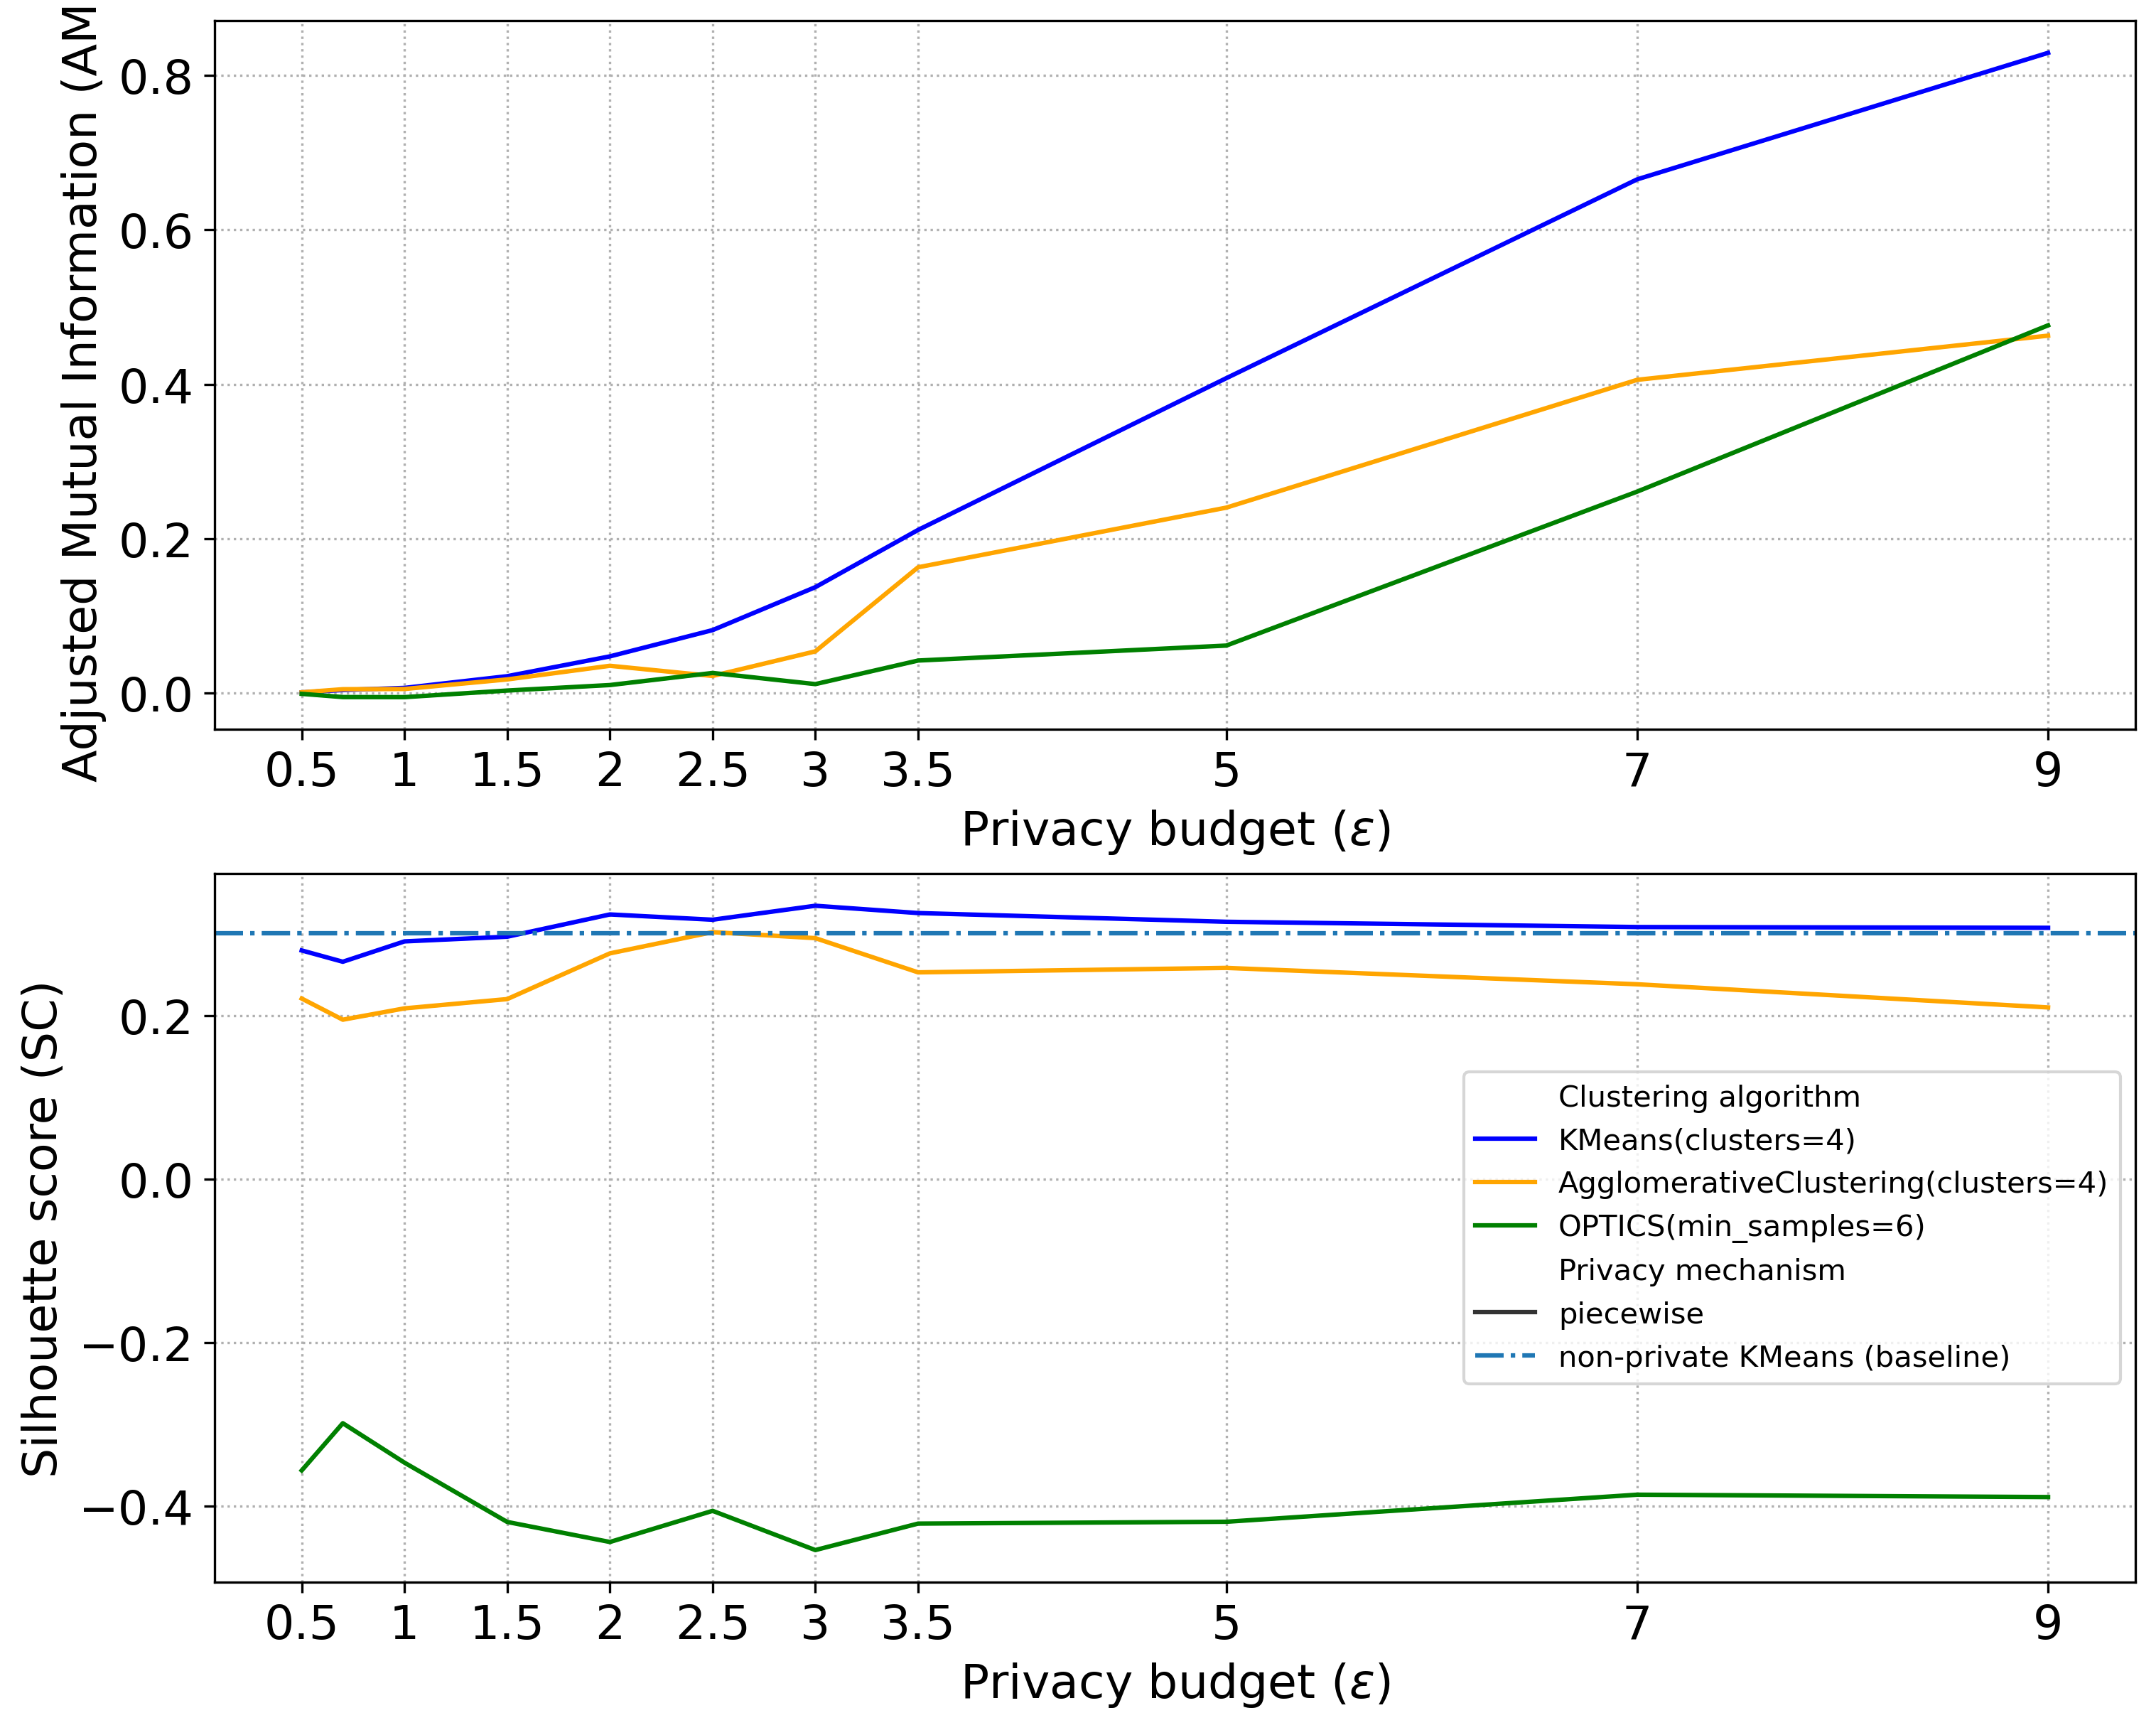 Adjusted Mutual Information (AM
0.8
0.6
0.4
0.2
0.0
0.5 1 1.5 2 2.5 3 3.5 5 7 9
Privacy budget (ε)
Silhouette score (SC)
0.2
0.0
−0.2
−0.4
Clustering algorithm
KMeans(clusters=4)
AgglomerativeClustering(clusters=4)
OPTICS(min_samples=6)
Privacy mechanism
piecewise
non-private KMeans (baseline)
0.5 1 1.5 2 2.5 3 3.5 5 7 9
Privacy budget (ε)